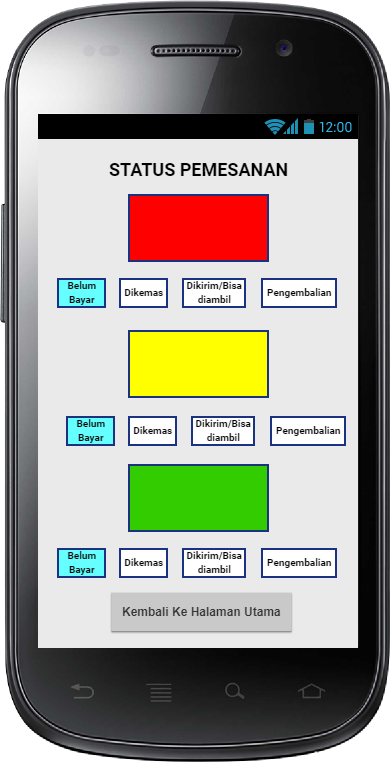 12:00
STATUS PEMESANAN
Belum
Bayar
Dikemas
Dikirim/Bisa
diambil
Pengembalian
Belum
Bayar
Dikemas
Dikirim/Bisa
diambil
Pengembalian
Belum
Bayar
Dikemas
Dikirim/Bisa
diambil
Pengembalian
Kembali Ke Halaman Utama